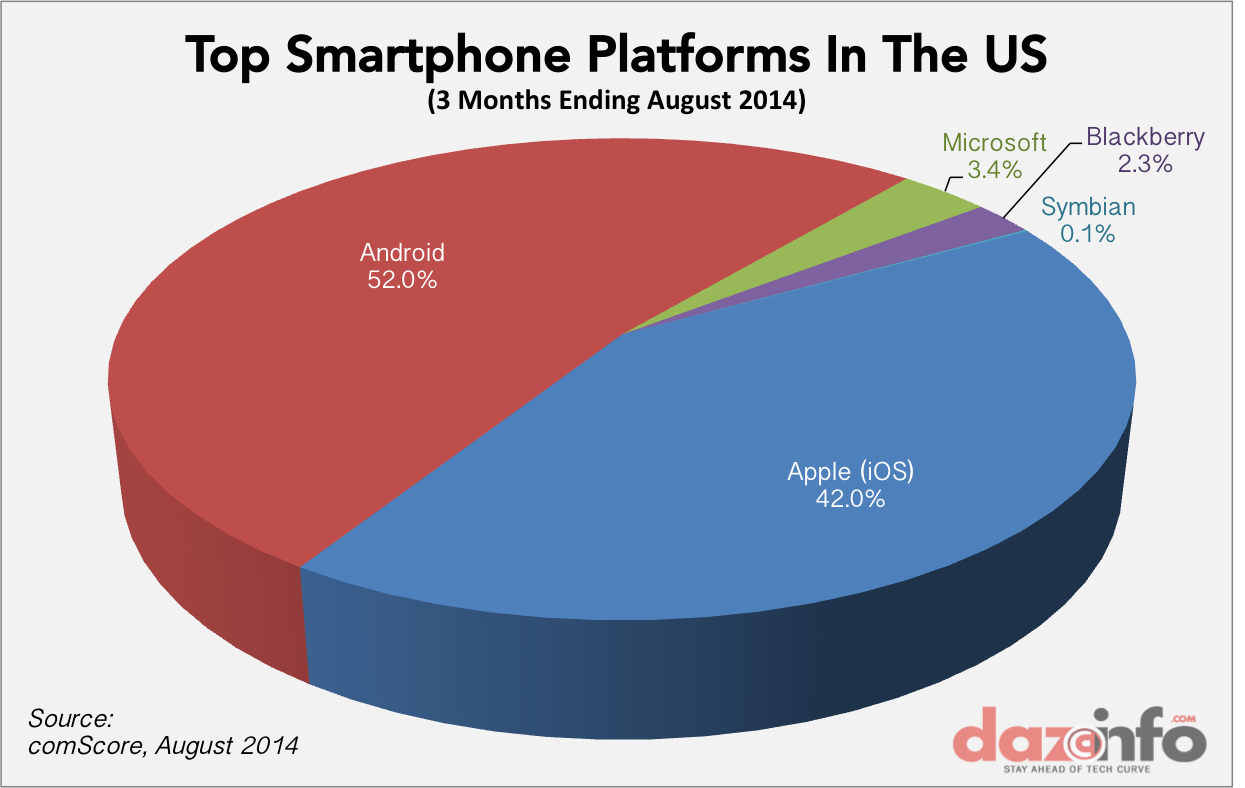 Top Smartphone Platforms In The US
(3 Months Ending August 2014)
Microsoft
3.4%
Blackberry
2.3%
Symbian
0.1%
Android
52.0%
Apple (iOS)
42.0%
Source:
comScore, August 2014
dazeinfo
.COM
STAY AHEAD OF TECH CURVE